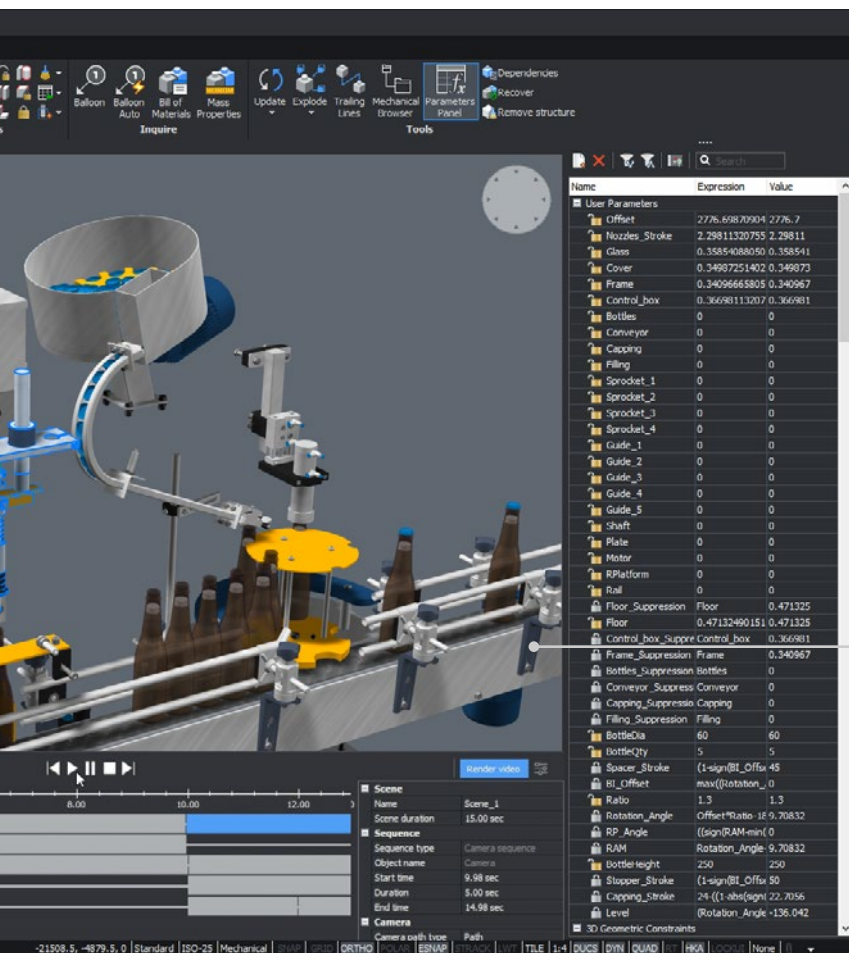 Dependencies
Recover
Remove structure
Balloon
Balloon Auto
Bill of Materials
Mass Properties
Update
Explode
Trailing Lines
Mechanical Browser
Parameters Panel
Inquire
Tools
Search
Name Expression Value
User Parameters
Offset 2776.69870904 2776.7
Nozzles_Stroke 2.29811320755 2.29811
Glass 0.35854088050 0.358541
Cover 0.34987251402 0.349873
Frame 0.34096665805 0.340967
Control_box 0.36698113207 0.366981
Bottles 0 0
Conveyor 0 0
Capping 0 0
Filling 0 0
Sprocket_1 0 0
Sprocket_2 0 0
Sprocket_3 0 0
Sprocket_4 0 0
Guide_1 0 0
Guide_2 0 0
Guide_3 0 0
Guide_4 0 0
Guide_5 0 0
Shaft 0 0
Plate 0 0
Motor 0 0
RPlatform 0 0
Rail 0 0
Floor_Suppression Floor 0.471325
Floor 0.47132490151 0.471325
Control_box_Suppre Control_box 0.366981
Frame_Suppression Frame 0.340967
Bottles_Suppression Bottles 0
Conveyor_Suppress Conveyor 0
Capping_Suppressio Capping 0
Filling_Suppression Filling 0
BottleDia 60 60
BottleQty 5 5
Spacer_Stroke (1-sign(BI_Offse 45
BI_Offset max((Rotation_ 0
Ratio 1.3 1.3
Rotation_Angle Offset*Ratio-18 9.70832
RP_Angle ((sign(RAM-min( 0
RAM Rotation_Angle- 9.70832
BottleHeight 250 250
Stopper_Stroke (1-sign(BI_Offse 50
Capping_Stroke 24-((1-abs(sign( 22.7056
Level (Rotation_Angle -136.042
3D Geometric Constraints
Render video
8.00 10.00 12.00
Scene
Name Scene_1
Scene duration 15.00 sec
Sequence
Sequence type Camera sequence
Object name Camera
Start time 9.98 sec
Duration 5.00 sec
End time 14.98 sec
Camera
Camera path type Path
-21508.5, -4879.5, 0 Standard ISO-25 Mechanical SNAP GRID ORTHO POLAR ESNAP STRACK LWT TILE 1:4 DUCS DYN QUAD RT HKA LOCKUI None